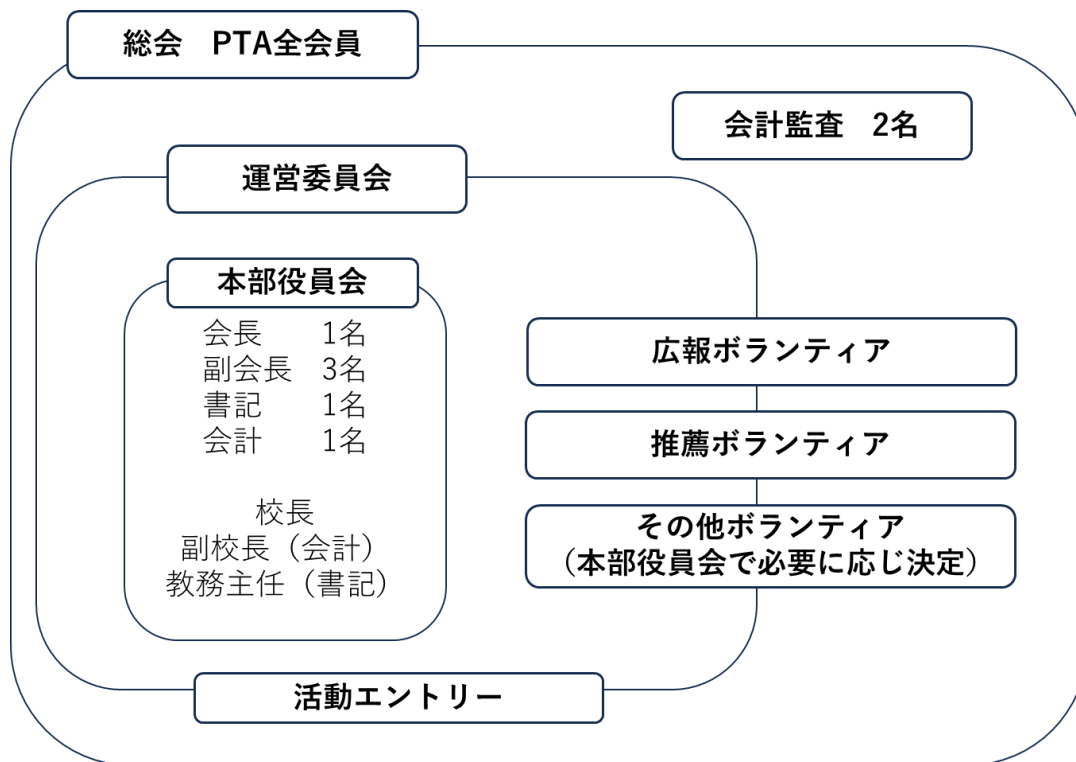 総会　PTA全会員
会計監査　2名
運営委員会
本部役員会
会長　　1名
副会長　3名
書記　　1名
会計　　1名
校長
副校長（会計）
教務主任（書記）
広報ボランティア
推薦ボランティア
その他ボランティア
（本部役員会で必要に応じ決定）
活動エントリー